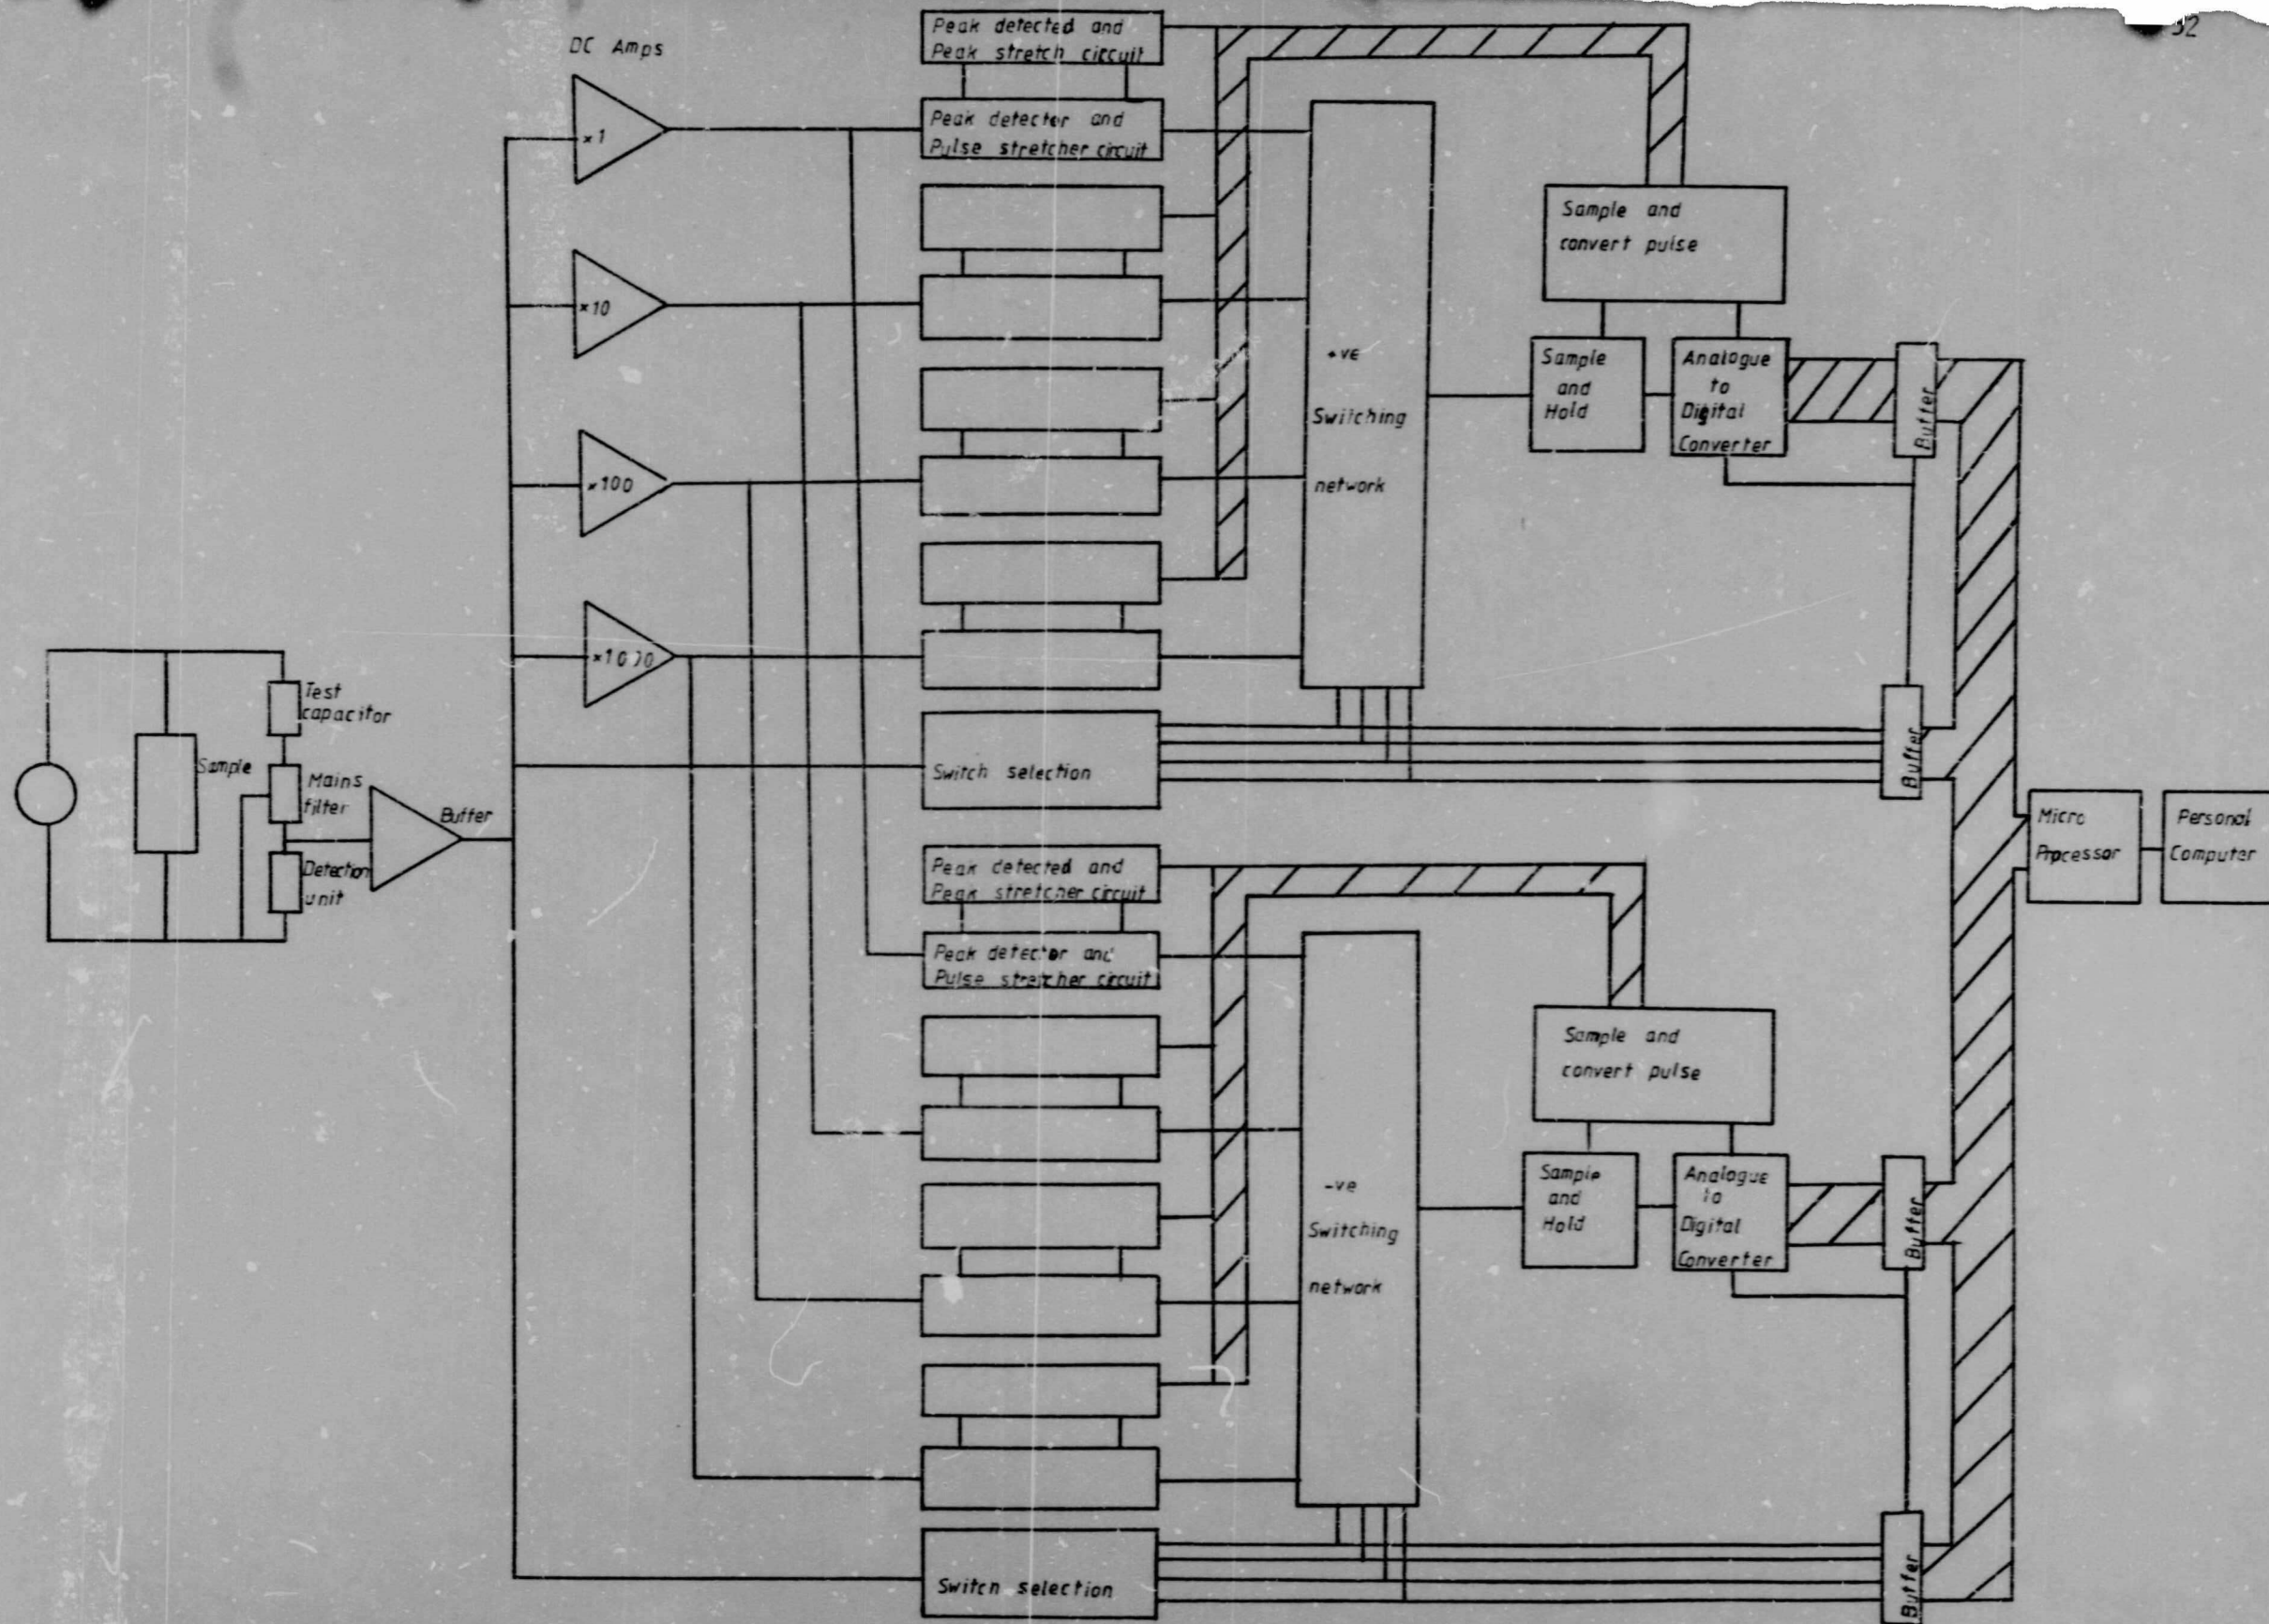 32
DC Amps
×1
×10
×100
×1000
Peak detected and
Peak stretch circuit
Peak detector and
Pulse stretcher circuit
+ve
Switching
network
Sample and
convert pulse
Sample
and
Hold
Analogue
to
Digital
Converter
Buffer
Switch selection
Buffer
Test
capacitor
Sample
Mains
filter
Detection
unit
Buffer
Micro
Processor
Personal
Computer
Peak detected and
Peak stretcher circuit
Peak detector and
Pulse stretcher circuit
-ve
Switching
network
Sample and
convert pulse
Sample
and
Hold
Analogue
to
Digital
Converter
Buffer
Switch selection
Buffer